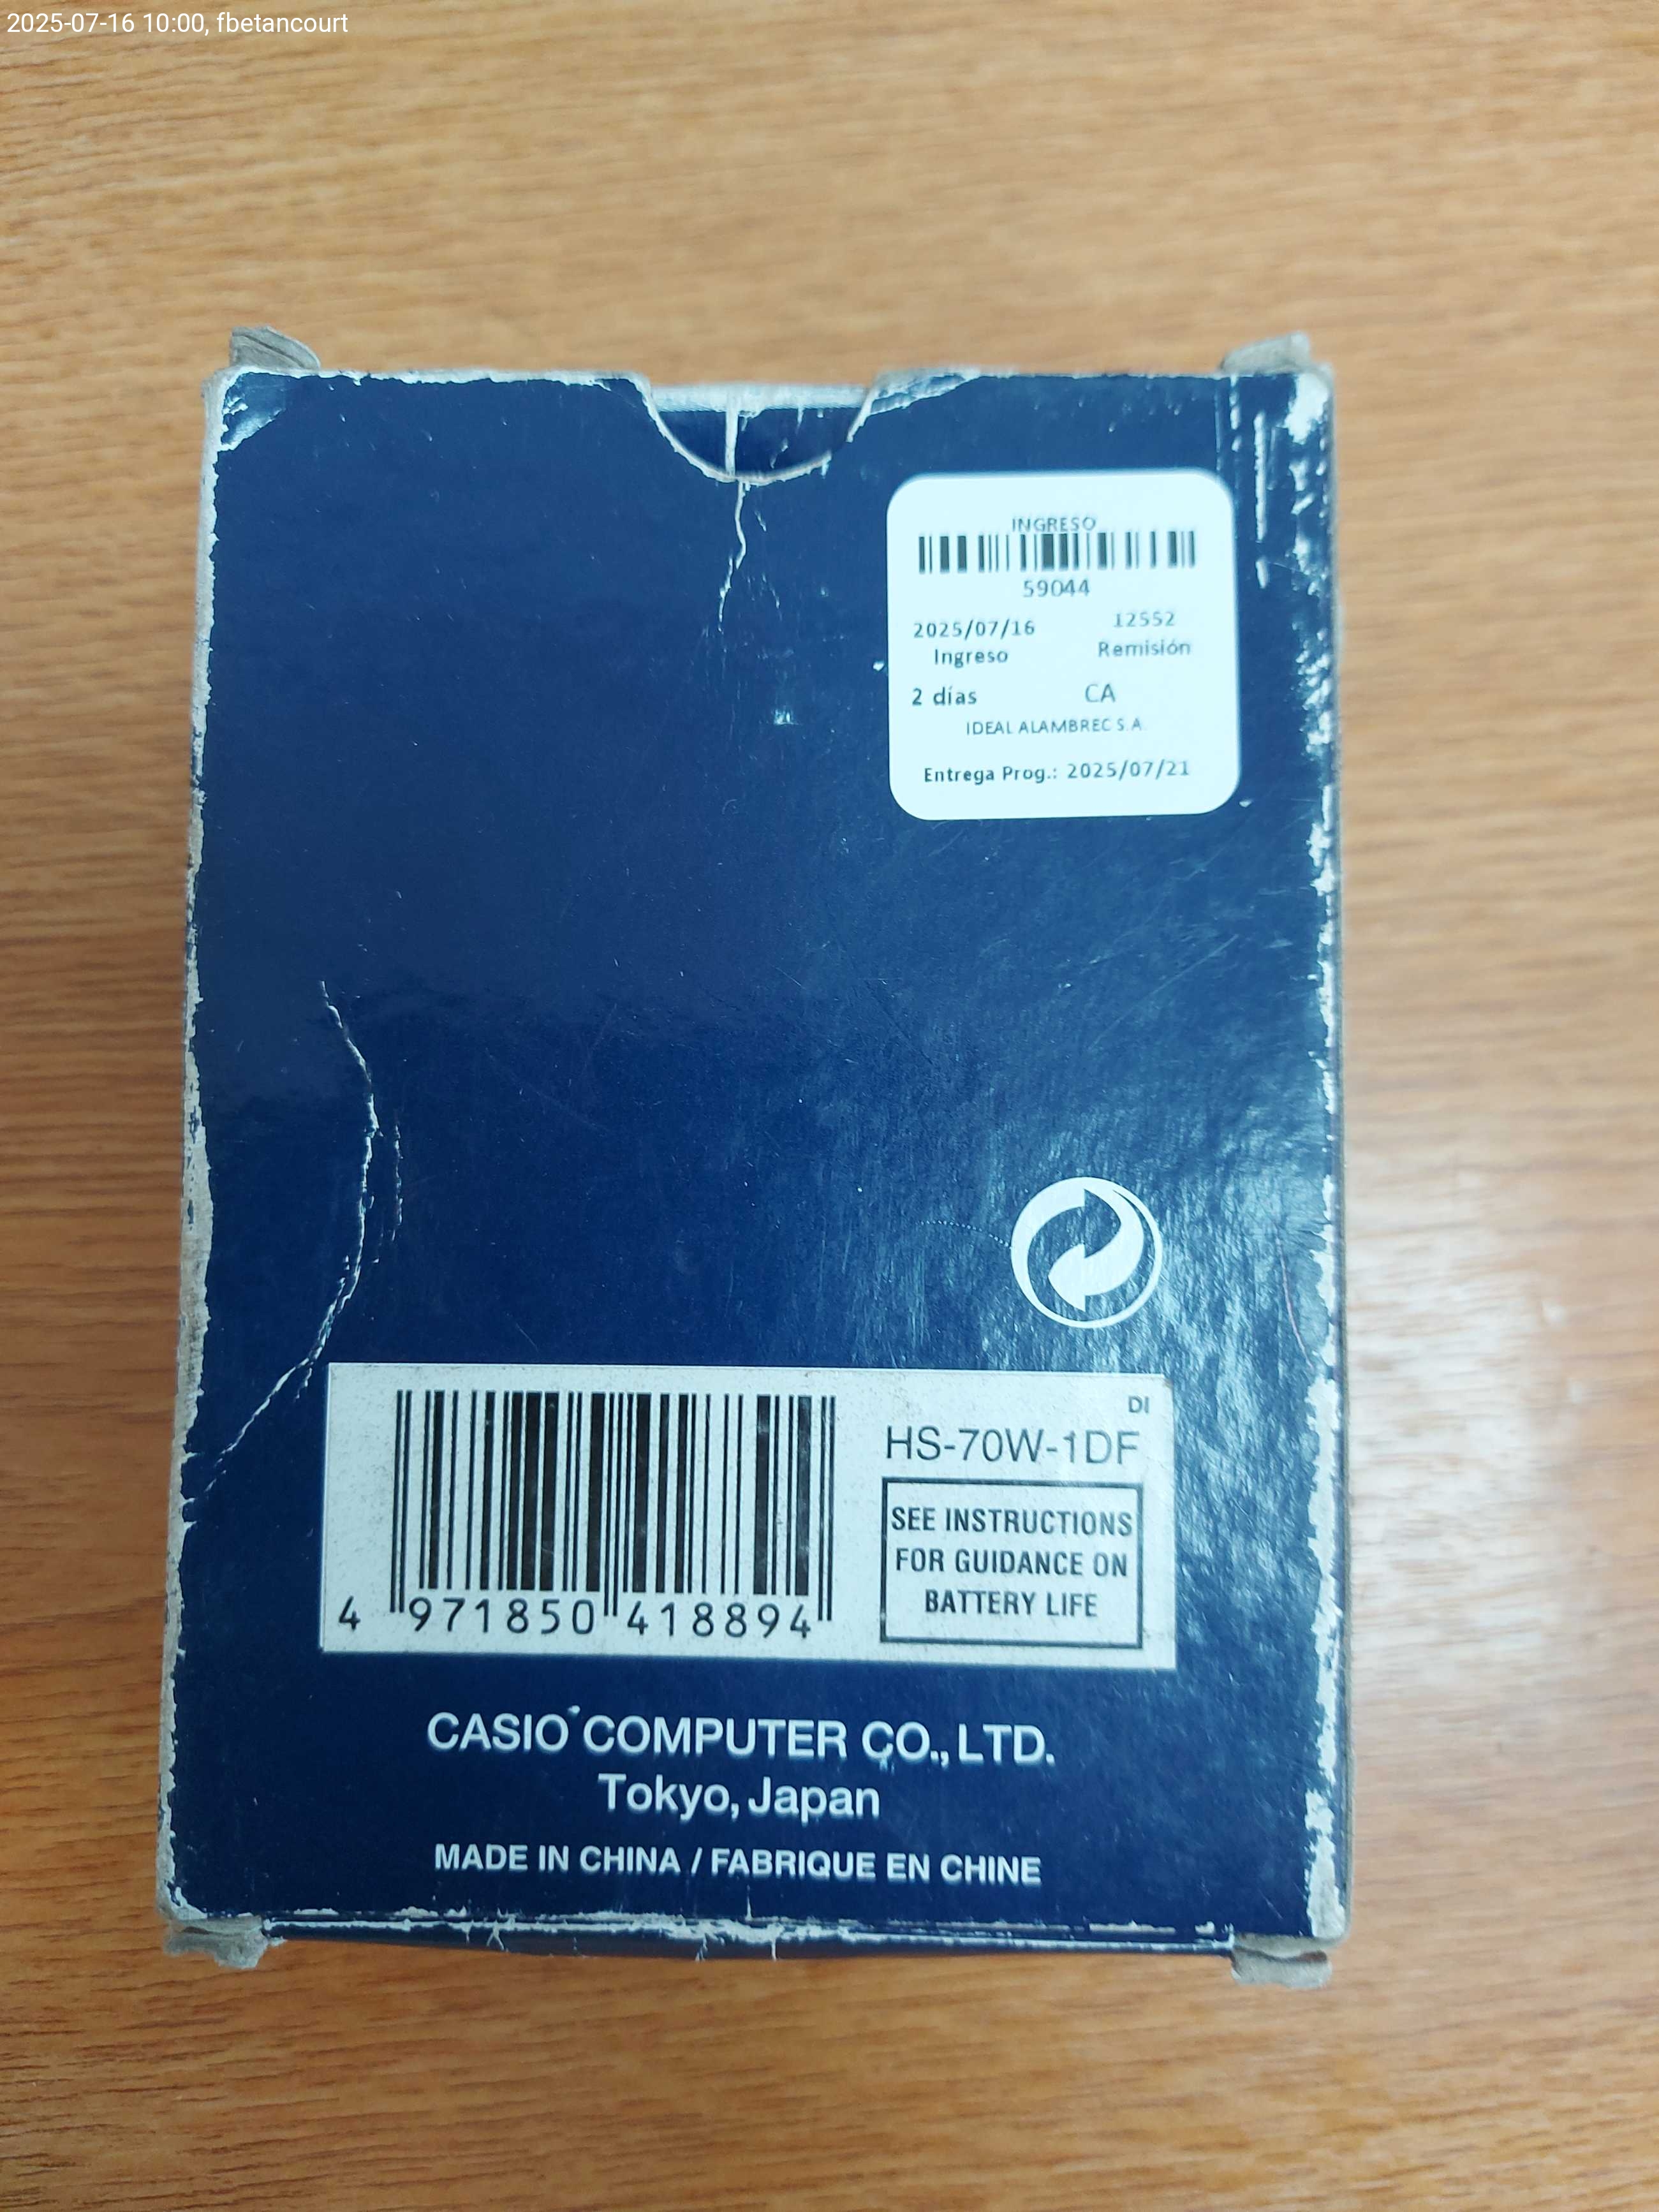 2025-07-16 10:00, fbetancourt
INGRESO
59044
2025/07/16 12552
Ingreso Remisión
2 días CA
IDEAL ALAMBREC S.A.
Entrega Prog.: 2025/07/21
DI
HS-70W-1DF
SEE INSTRUCTIONS
FOR GUIDANCE ON
BATTERY LIFE
4 971850 418894
CASIO COMPUTER CO., LTD.
Tokyo, Japan
MADE IN CHINA / FABRIQUE EN CHINE